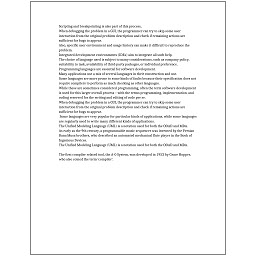 Scripting and breakpointing is also part of this process.
When debugging the problem in a GUI, the programmer can try to skip some user
interaction from the original problem description and check if remaining actions are
sufficient for bugs to appear.
Also, specific user environment and usage history can make it difficult to reproduce the
problem.
Integrated development environments (IDEs) aim to integrate all such help.
The choice of language used is subject to many considerations, such as company policy,
suitability to task, availability of third-party packages, or individual preference.
Programming languages are essential for software development.
Many applications use a mix of several languages in their construction and use.
Some languages are more prone to some kinds of faults because their specification does not
require compilers to perform as much checking as other languages.
While these are sometimes considered programming, often the term software development
is used for this larger overall process – with the terms programming, implementation, and
coding reserved for the writing and editing of code per se.
When debugging the problem in a GUI, the programmer can try to skip some user
interaction from the original problem description and check if remaining actions are
sufficient for bugs to appear.
Some languages are very popular for particular kinds of applications, while some languages
are regularly used to write many different kinds of applications.
The Unified Modeling Language (UML) is a notation used for both the OOAD and MDA.
As early as the 9th century, a programmable music sequencer was invented by the Persian
Banu Musa brothers, who described an automated mechanical flute player in the Book of
Ingenious Devices.
The Unified Modeling Language (UML) is a notation used for both the OOAD and MDA.
The first compiler related tool, the A-0 System, was developed in 1952 by Grace Hopper,
who also coined the term 'compiler'.